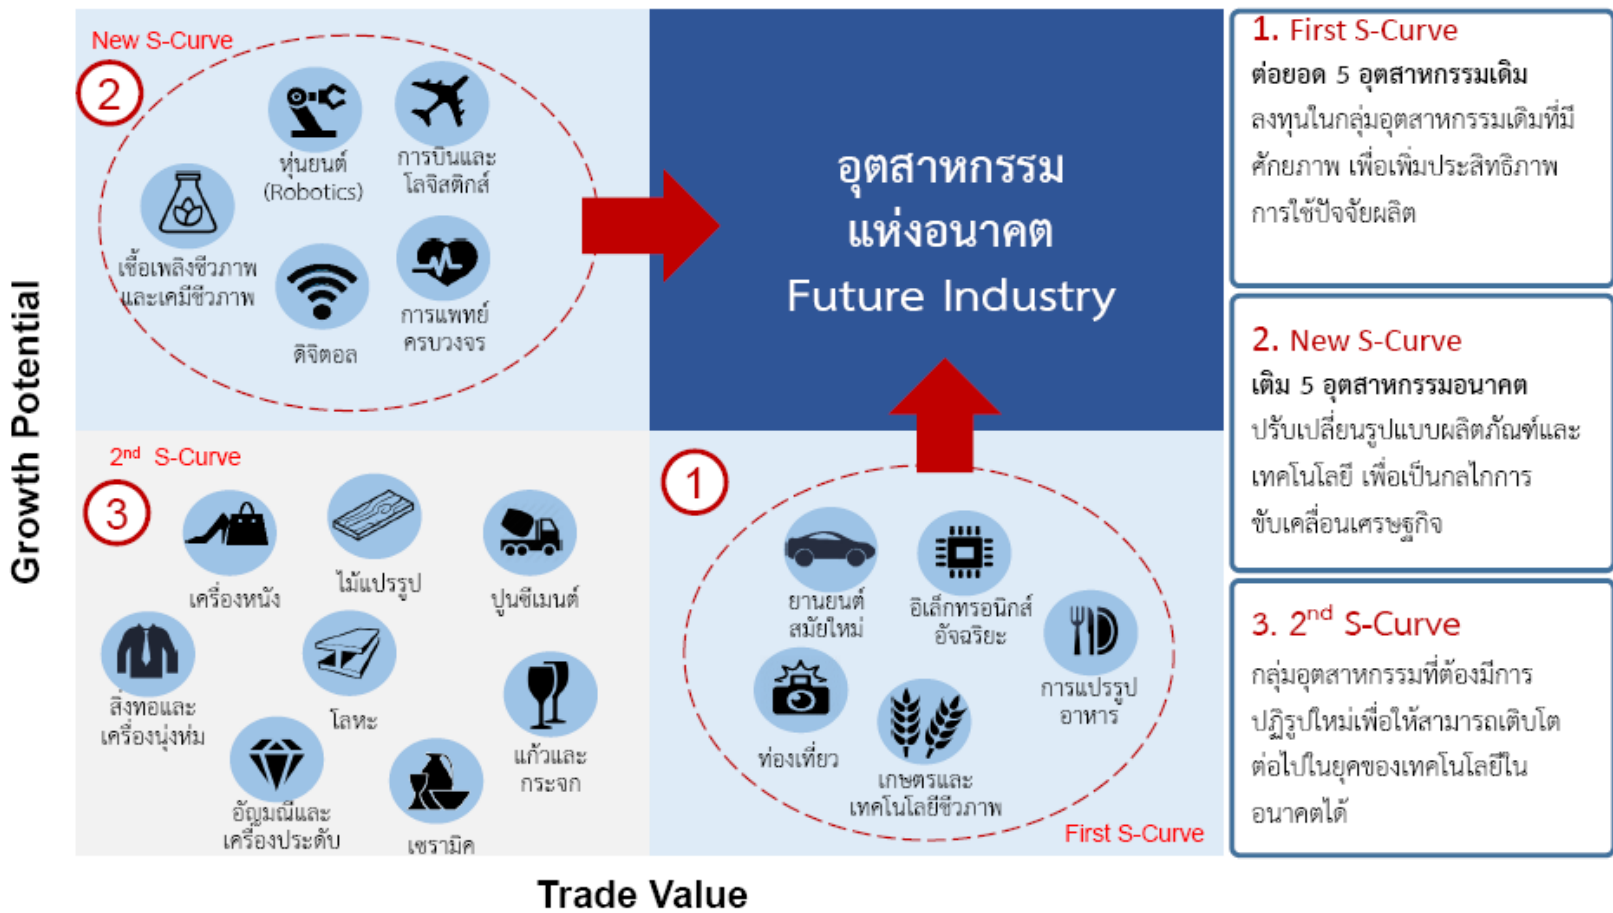 New S-Curve
2
หุ่นยนต์
(Robotics)
การบินและ
โลจิสติกส์
เชื้อเพลิงชีวภาพ
และเคมีชีวภาพ
ดิจิตอล
การแพทย์
ครบวงจร
อุตสาหกรรม
แห่งอนาคต
Future Industry
Growth Potential
2nd S-Curve
3
เครื่องหนัง
ไม้แปรรูป
ปูนซีเมนต์
สิ่งทอและ
เครื่องนุ่งห่ม
โลหะ
แก้วและ
กระจก
อัญมณีและ
เครื่องประดับ
เซรามิค
1
ยานยนต์
สมัยใหม่
อิเล็กทรอนิกส์
อัจฉริยะ
การแปรรูป
อาหาร
ท่องเที่ยว
เกษตรและ
เทคโนโลยีชีวภาพ
First S-Curve
Trade Value
1. First S-Curve
ต่อยอด 5 อุตสาหกรรมเดิม
ลงทุนในกลุ่มอุตสาหกรรมเดิมที่มี
ศักยภาพ เพื่อเพิ่มประสิทธิภาพ
การใช้ปัจจัยผลิต
2. New S-Curve
เติม 5 อุตสาหกรรมอนาคต
ปรับเปลี่ยนรูปแบบผลิตภัณฑ์และ
เทคโนโลยี เพื่อเป็นกลไกการ
ขับเคลื่อนเศรษฐกิจ
3. 2nd S-Curve
กลุ่มอุตสาหกรรมที่ต้องมีการ
ปฏิรูปใหม่เพื่อให้สามารถเติบโต
ต่อไปในยุคของเทคโนโลยีใน
อนาคตได้